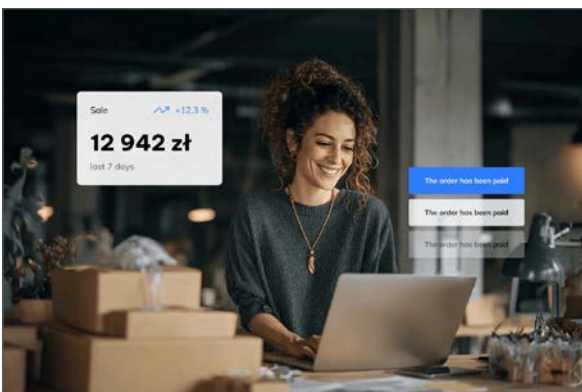 Sale +12,3 %
12 942 zł
last 7 days
The order has been paid
The order has been paid
The order has been paid